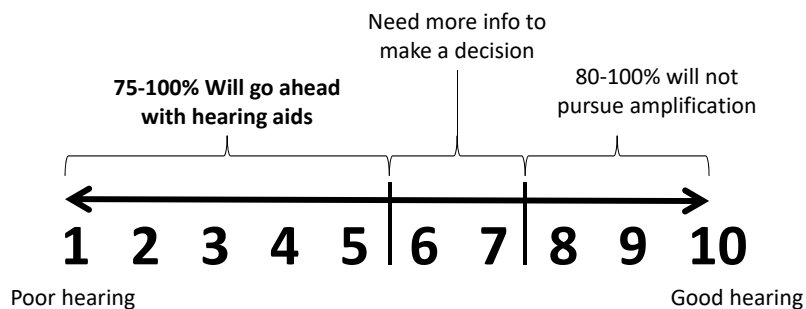 Need more info to
make a decision
75-100% Will go ahead
with hearing aids
80-100% will not
pursue amplification
1 2 3 4 5 6 7 8 9 10
Poor hearing
Good hearing